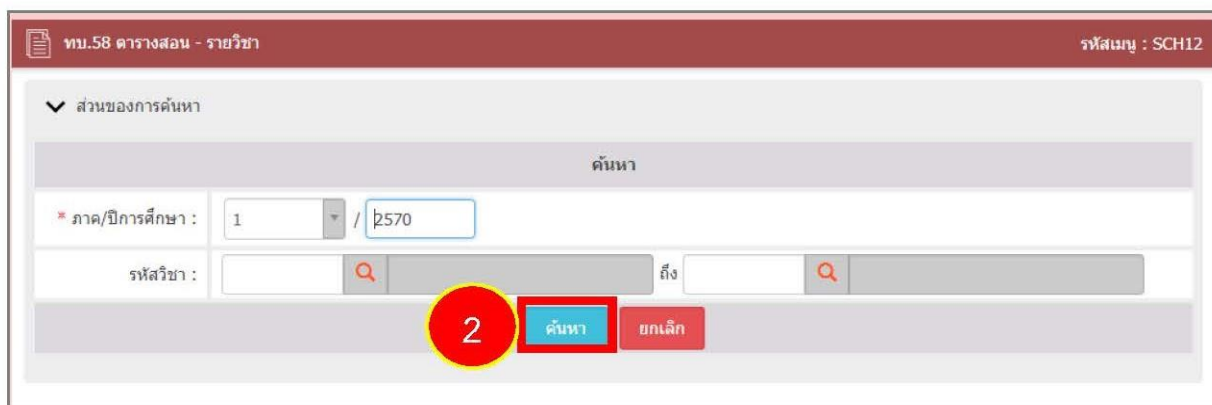 ทบ.58 ตารางสอน - รายวิชา รหัสเมนู : SCH12
ส่วนของการค้นหา
ค้นหา
* ภาค/ปีการศึกษา : 1 / 2570
รหัสวิชา : ถึง
2 ค้นหา ยกเลิก